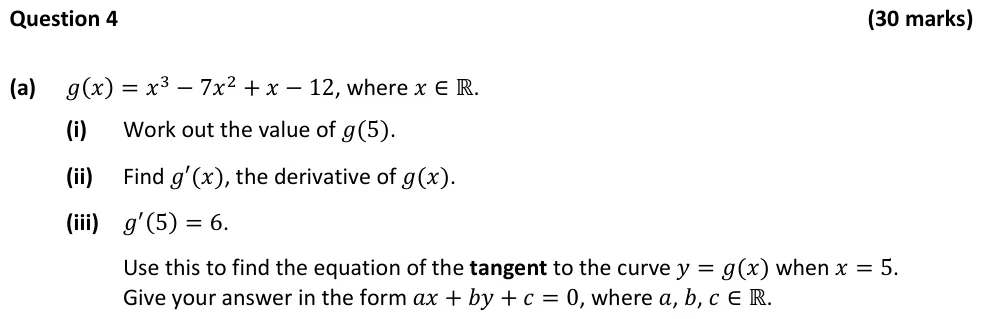 Question 4 (30 marks)
(a) g(x) = x³ − 7x² + x − 12, where x ∈ ℝ.
(i) Work out the value of g(5).
(ii) Find g′(x), the derivative of g(x).
(iii) g′(5) = 6.
Use this to find the equation of the tangent to the curve y = g(x) when x = 5.
Give your answer in the form ax + by + c = 0, where a, b, c ∈ ℝ.